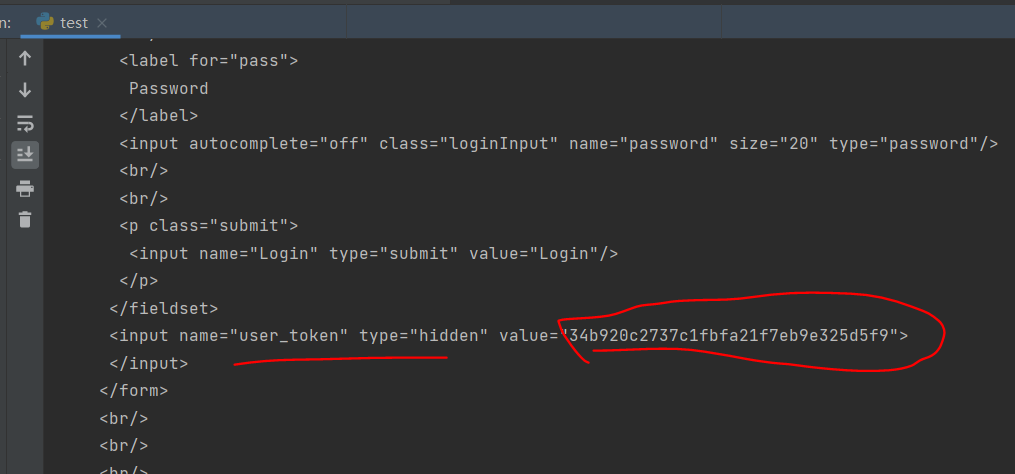 n:
test
<label for="pass">
Password
</label>
<input autocomplete="off" class="loginInput" name="password" size="20" type="password"/>
<br/>
<br/>
<p class="submit">
<input name="Login" type="submit" value="Login"/>
</p>
</fieldset>
<input name="user_token" type="hidden" value="34b920c2737c1fbfa21f7eb9e325d5f9">
</input>
</form>
<br/>
<br/>
<br/>